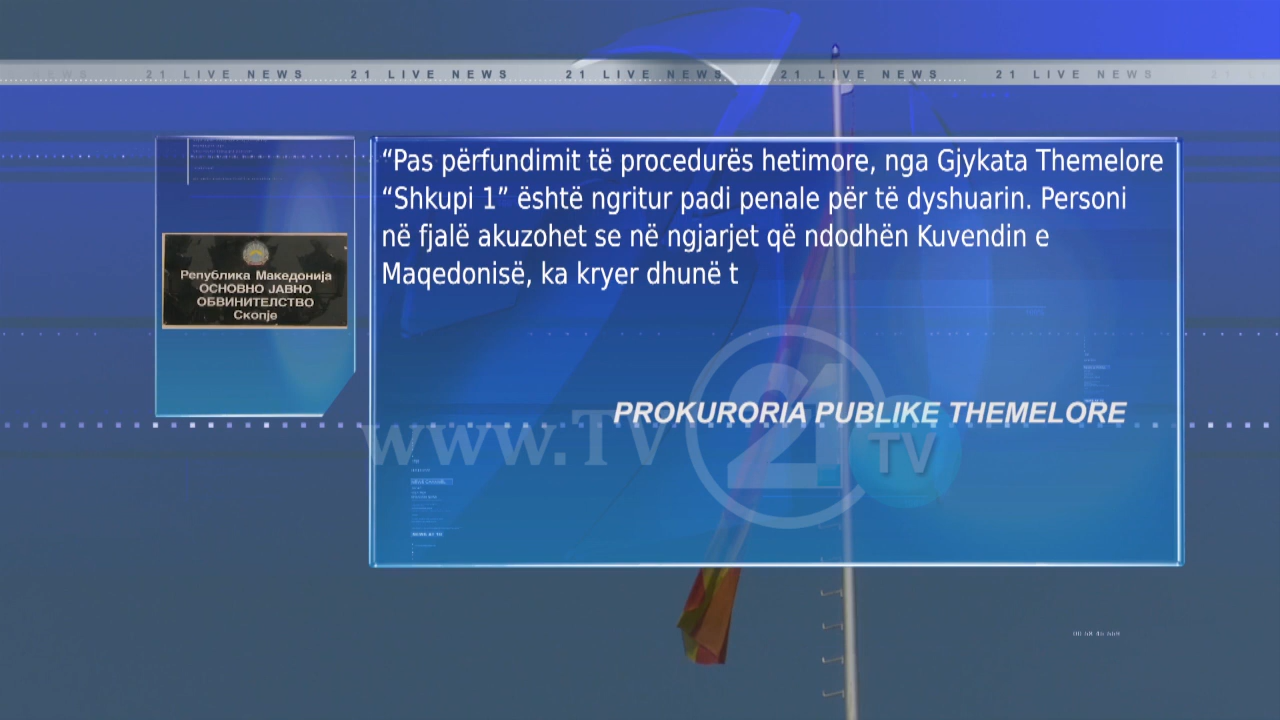 21 LIVE NEWS 21 LIVE NEWS 21 LIVE NEWS 21 LIVE NEWS 21 LIVE NEWS
“Pas përfundimit të procedurës hetimore, nga Gjykata Themelore
“Shkupi 1” është ngritur padi penale për të dyshuarin. Personi
në fjalë akuzohet se në ngjarjet që ndodhën Kuvendin e
Maqedonisë, ka kryer dhunë t
Република Македонија
ОСНОВНО ЈАВНО
ОБВИНИТЕЛСТВО
Скопје
PROKURORIA PUBLIKE THEMELORE
www.TV 21 TV